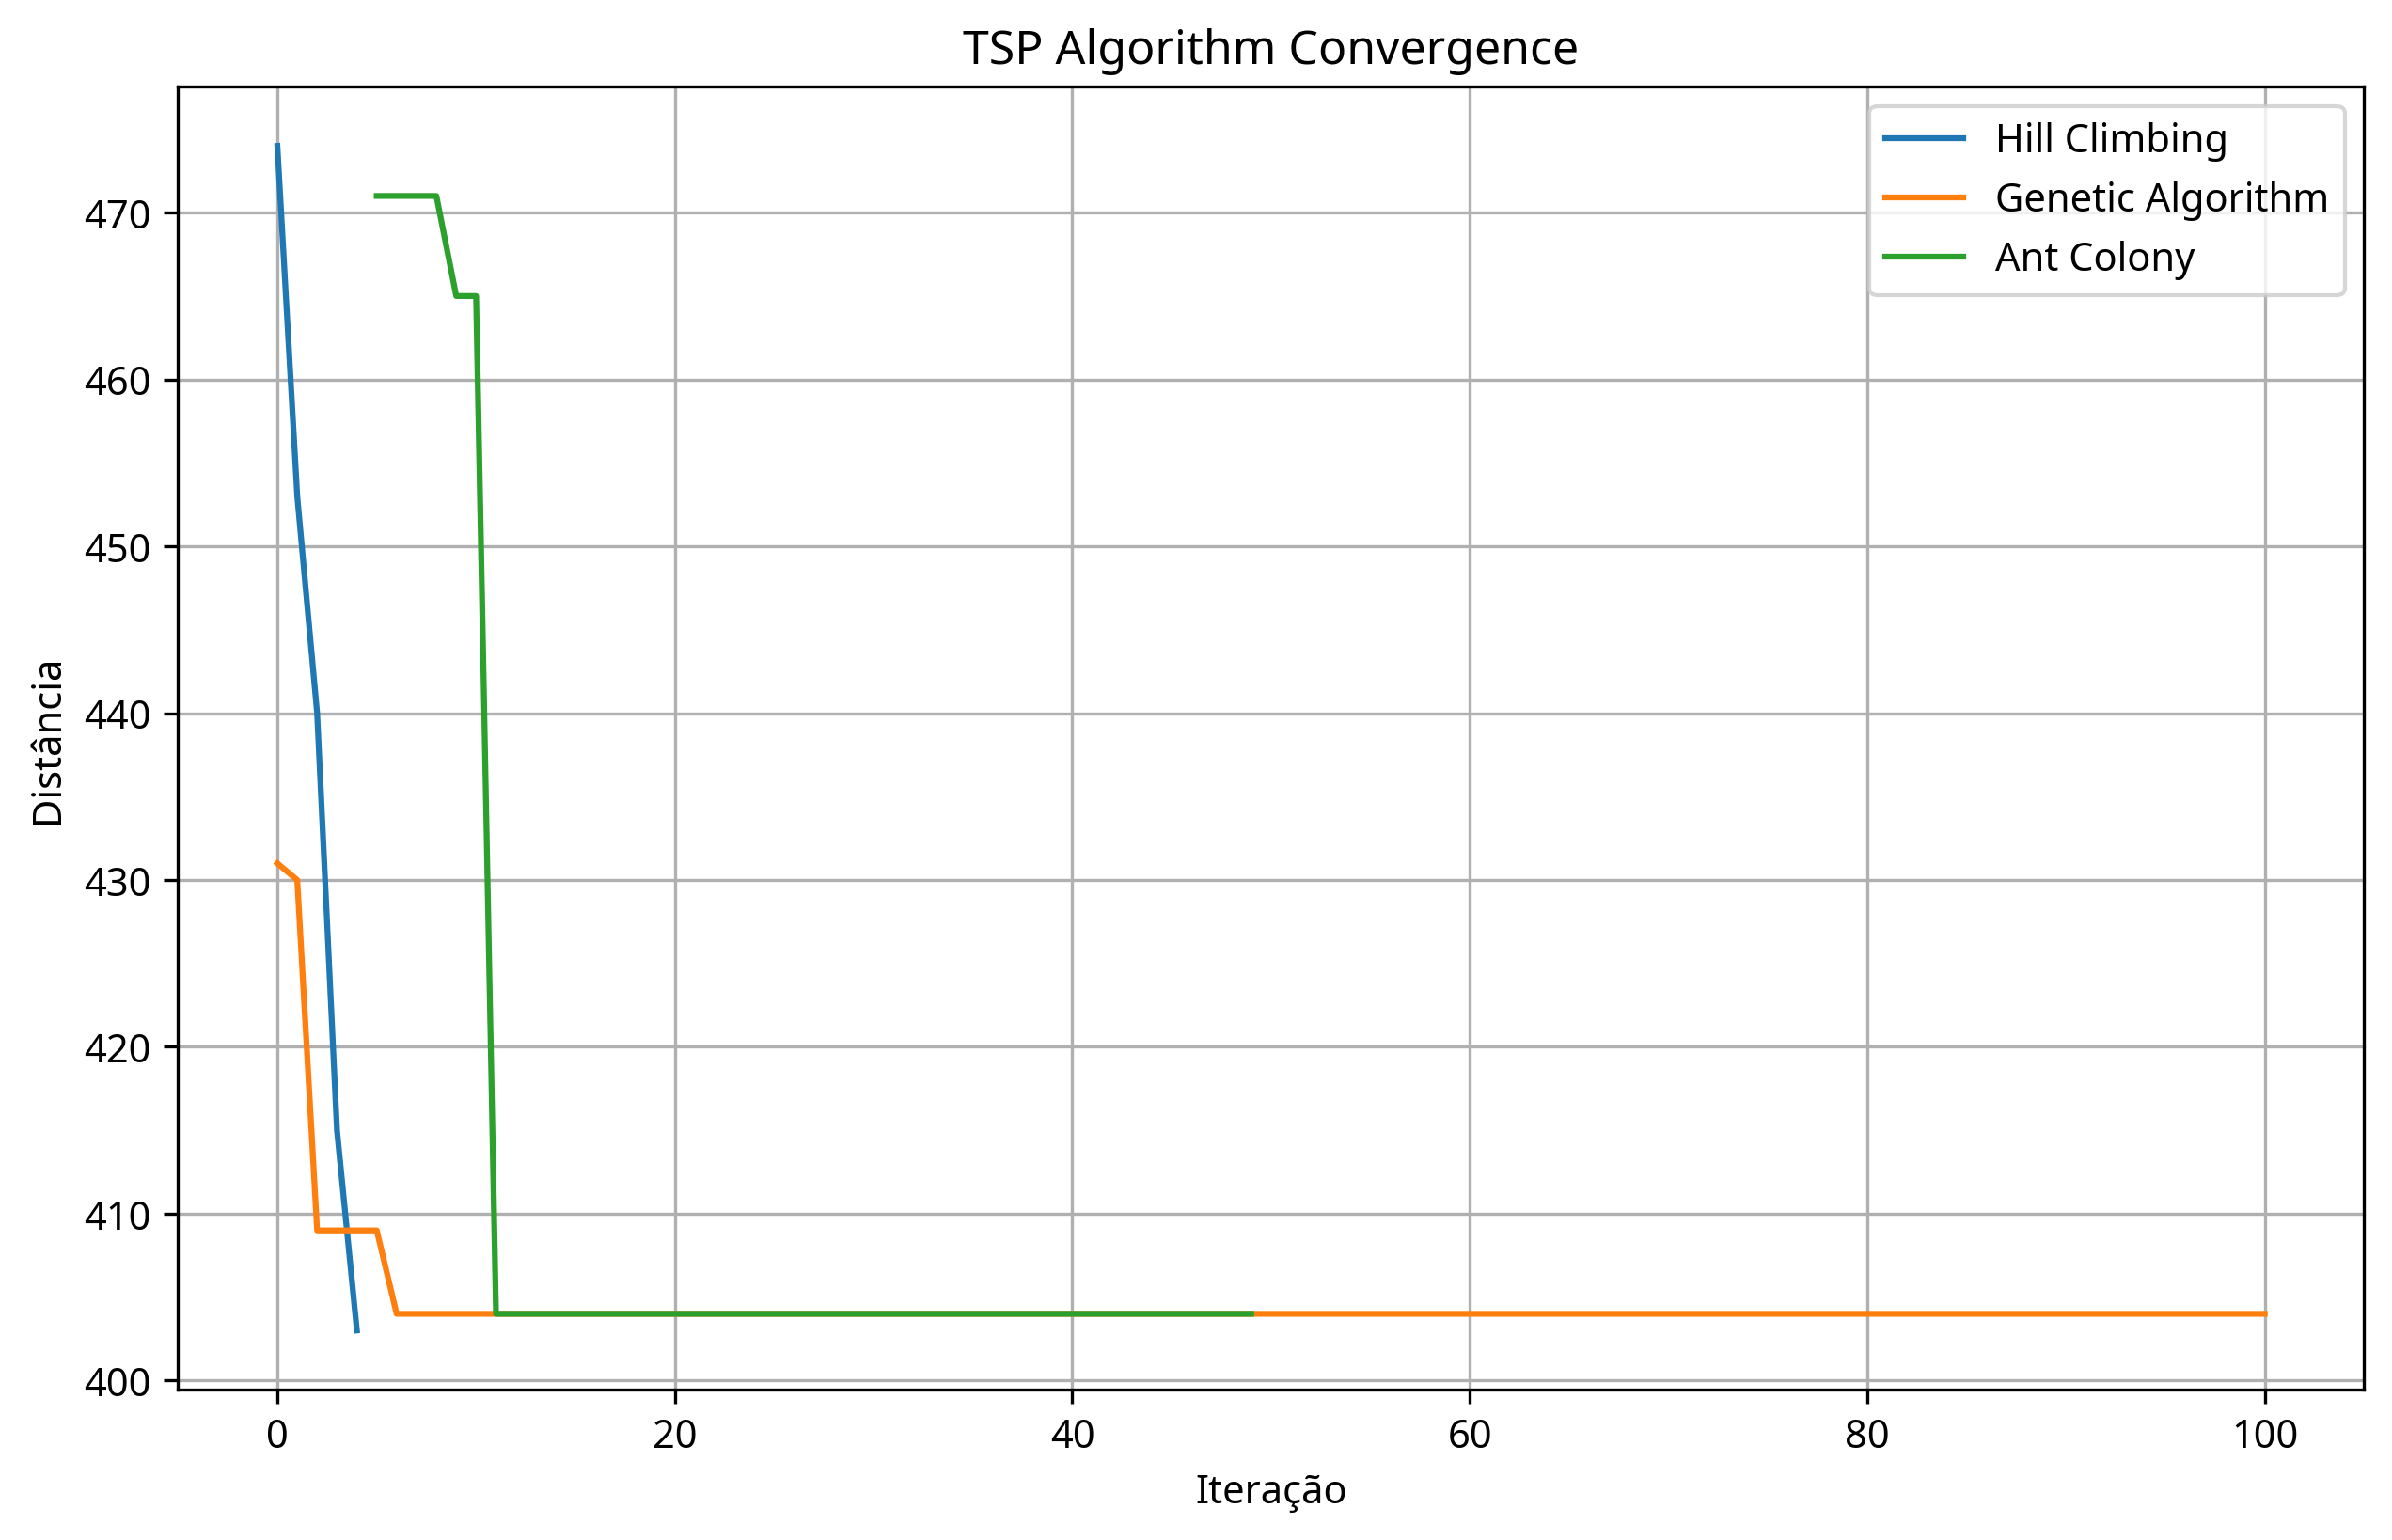 TSP Algorithm Convergence
Hill Climbing
Genetic Algorithm
Ant Colony
Distância
470
460
450
440
430
420
410
400
0 20 40 60 80 100
Iteração